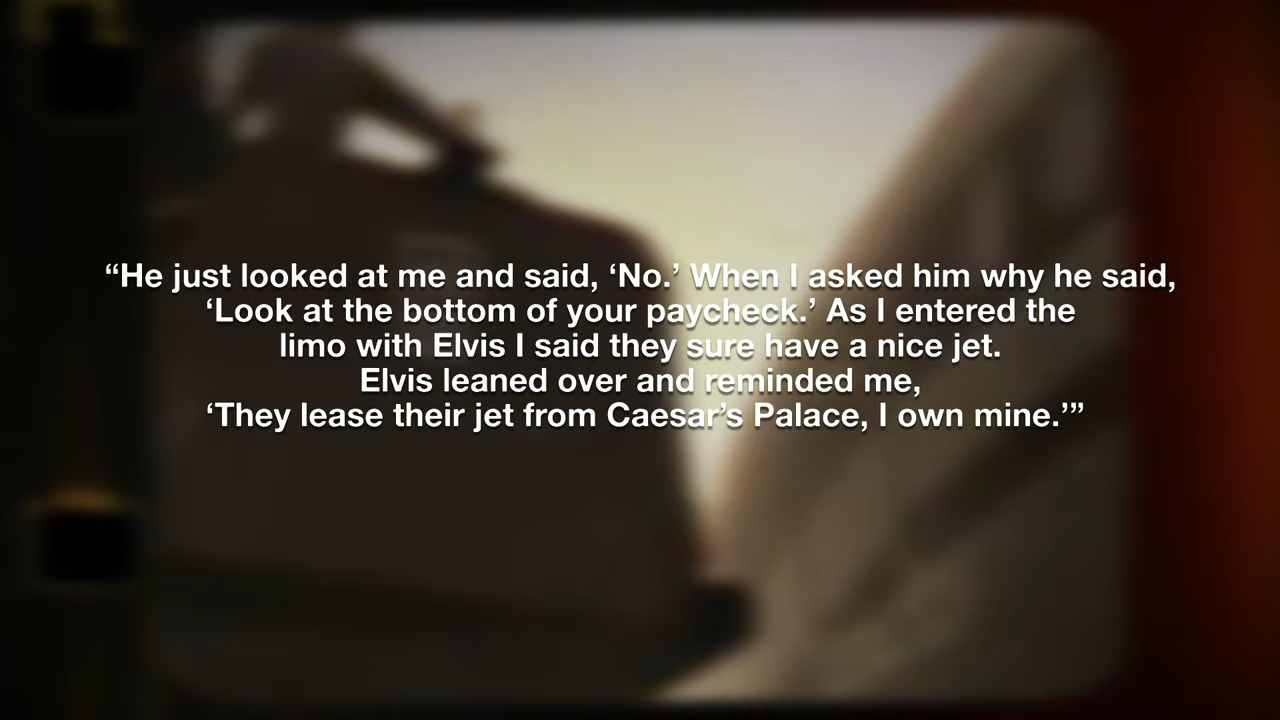 “He just looked at me and said, ‘No.’ When I asked him why he said,
‘Look at the bottom of your paycheck.’ As I entered the
limo with Elvis I said they sure have a nice jet.
Elvis leaned over and reminded me,
‘They lease their jet from Caesar’s Palace, I own mine.’”